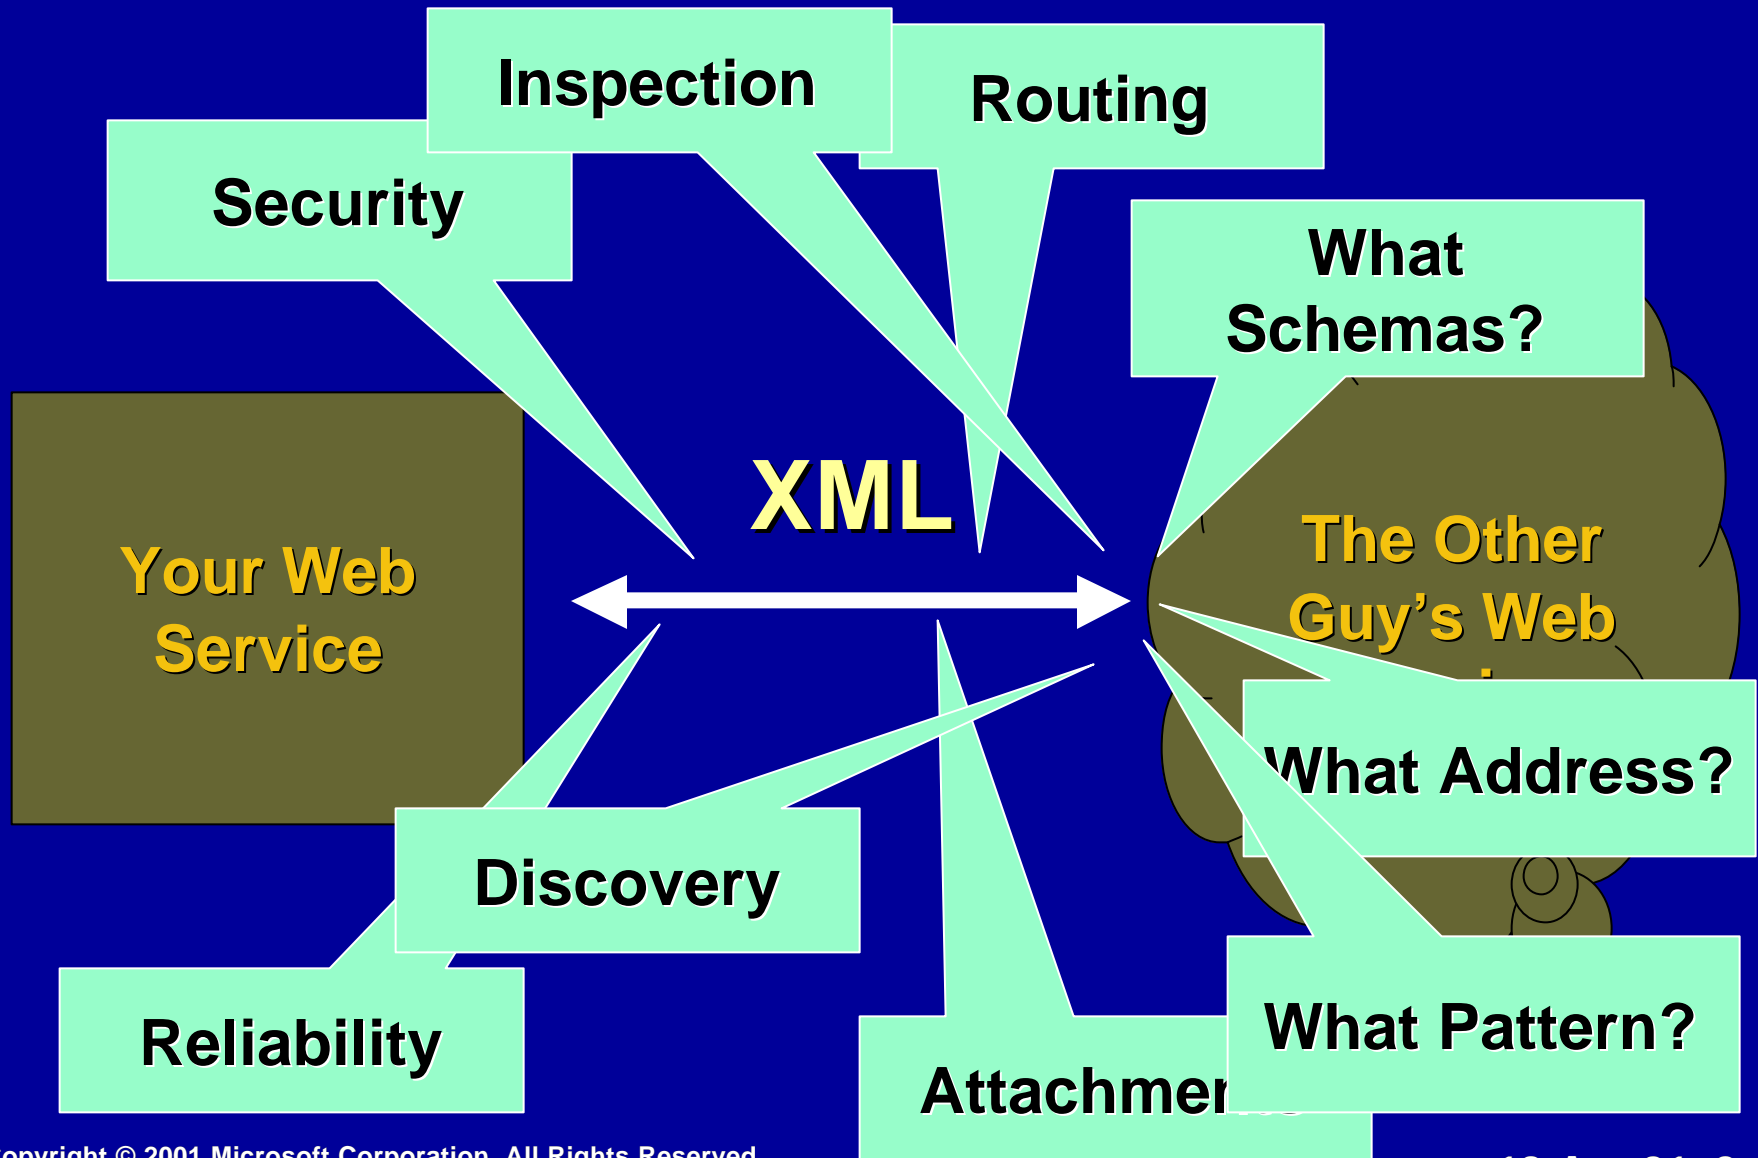 Inspection
Routing
Security
What
Schemas?
XML
The Other
Guy’s Web
Your Web
Service
What Address?
Discovery
What Pattern?
Reliability
Copyright © 2001 Microsoft Corporation, All Rights Reserved